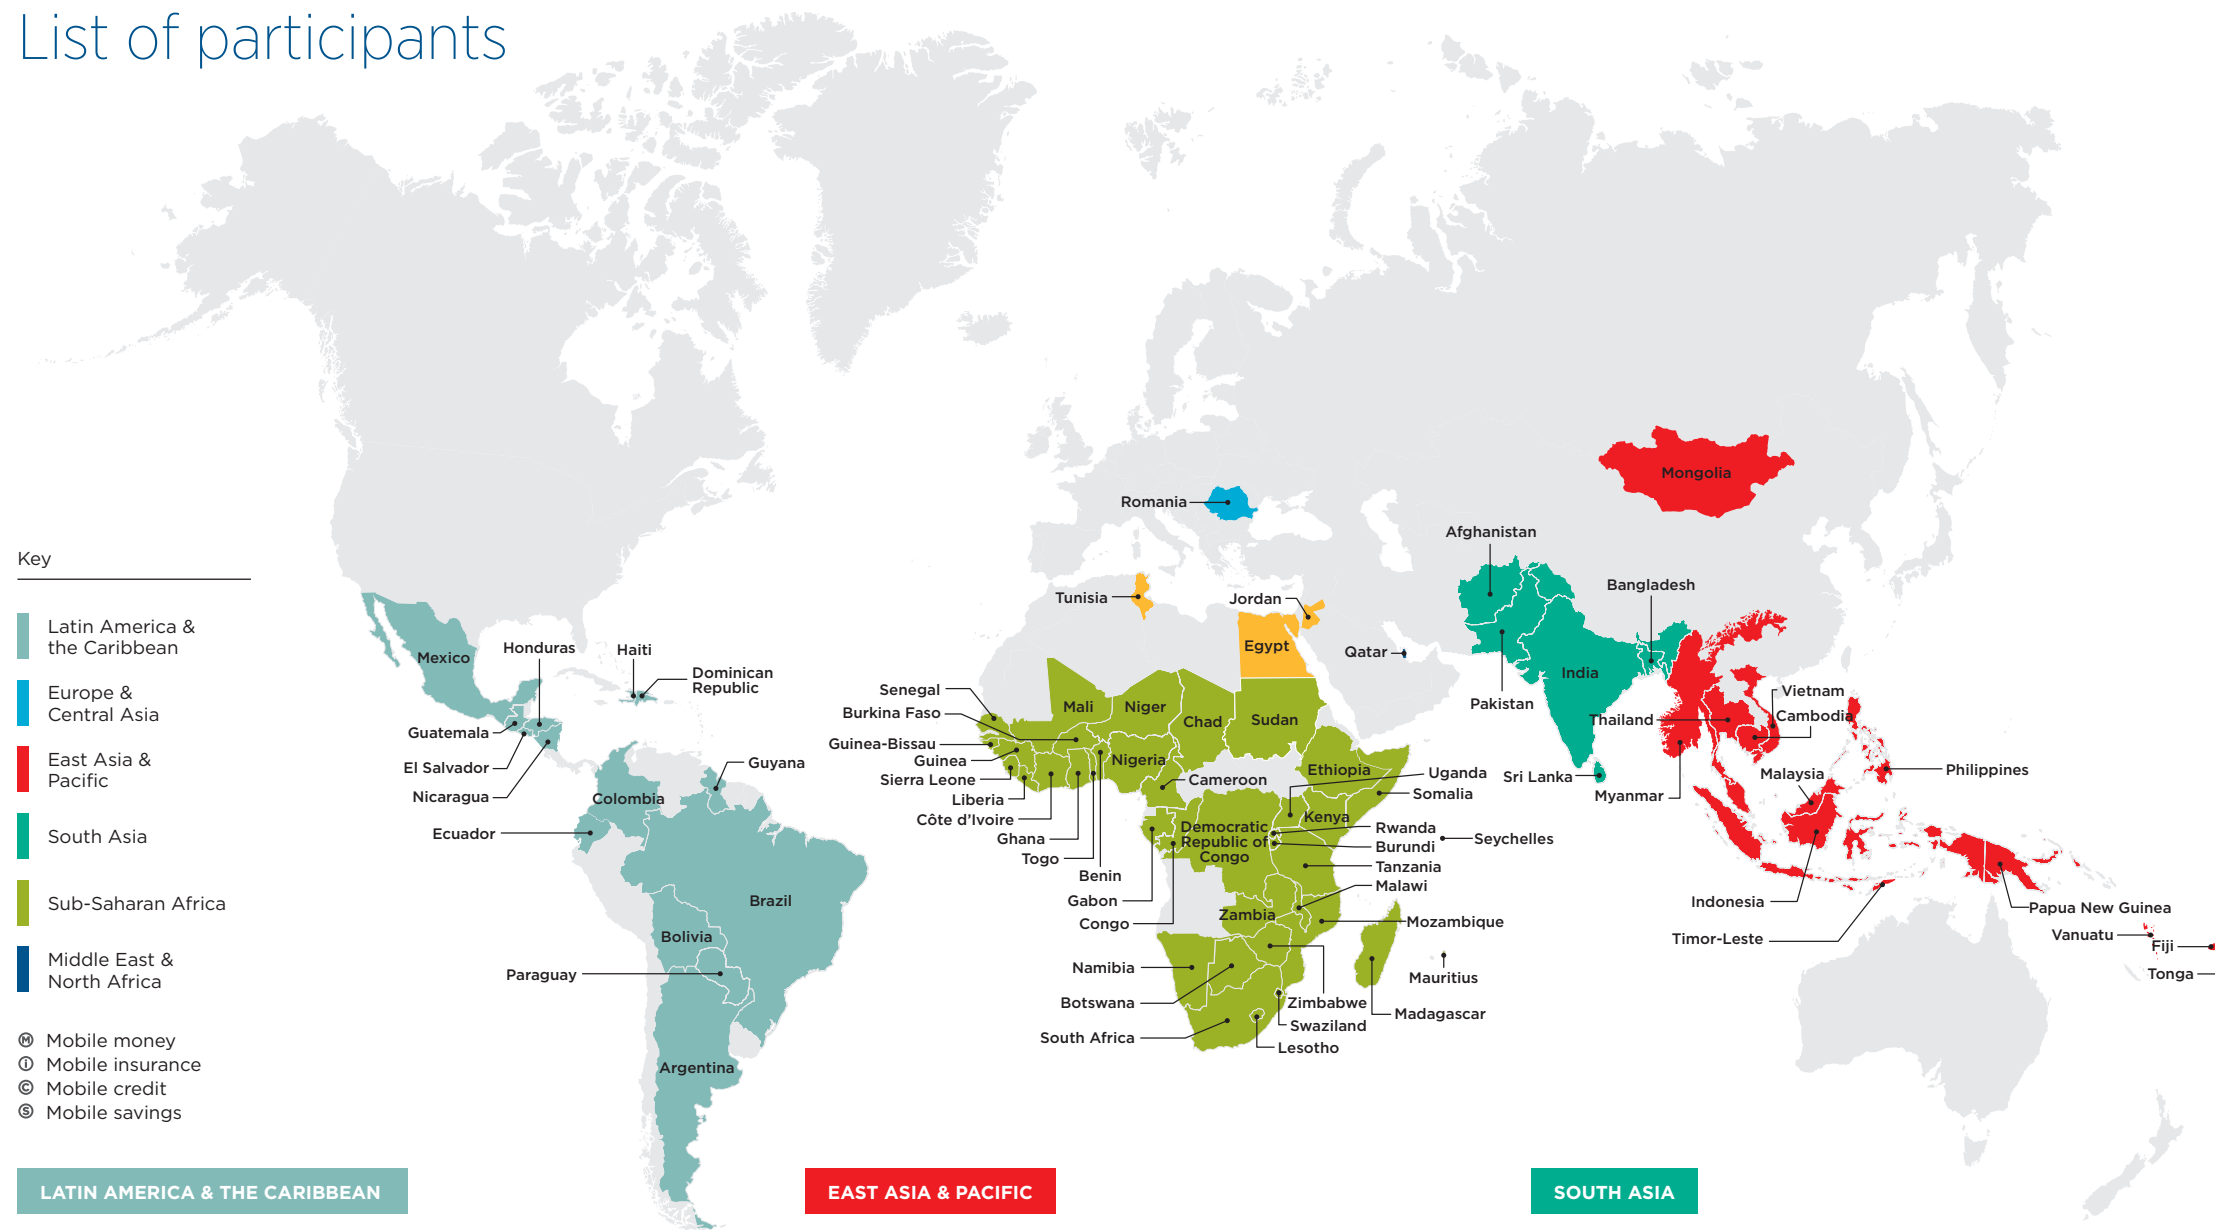 List of participants
Key
Latin America &
the Caribbean
Europe &
Central Asia
East Asia &
Pacific
South Asia
Sub-Saharan Africa
Middle East &
North Africa
Ⓜ Mobile money
ⓘ Mobile insurance
© Mobile credit
Ⓢ Mobile savings
Mexico
Honduras
Haiti
Dominican
Republic
Guatemala
El Salvador
Nicaragua
Guyana
Colombia
Ecuador
Brazil
Bolivia
Paraguay
Argentina
Romania
Tunisia
Jordan
Egypt
Qatar
Senegal
Burkina Faso
Guinea-Bissau
Guinea
Sierra Leone
Liberia
Côte d'Ivoire
Ghana
Togo
Benin
Gabon
Congo
Mali
Niger
Chad
Sudan
Nigeria
Cameroon
Ethiopia
Uganda
Somalia
Kenya
Democratic
Republic of
Congo
Rwanda
Burundi
Seychelles
Tanzania
Malawi
Zambia
Mozambique
Namibia
Botswana
South Africa
Zimbabwe
Swaziland
Lesotho
Mauritius
Madagascar
Mongolia
Afghanistan
Bangladesh
India
Pakistan
Sri Lanka
Myanmar
Thailand
Vietnam
Cambodia
Malaysia
Philippines
Indonesia
Timor-Leste
Papua New Guinea
Vanuatu
Fiji
Tonga
LATIN AMERICA & THE CARIBBEAN
EAST ASIA & PACIFIC
SOUTH ASIA